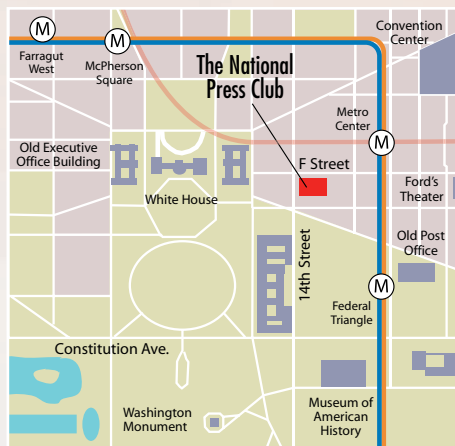 Convention
Center
M
Farragut
West
M
McPherson
Square
The National
Press Club
Metro
Center
M
Old Executive
Office Building
F Street
White House
Ford's
Theater
14th Street
Old Post
Office
M
Federal
Triangle
Constitution Ave.
Washington
Monument
Museum of
American
History